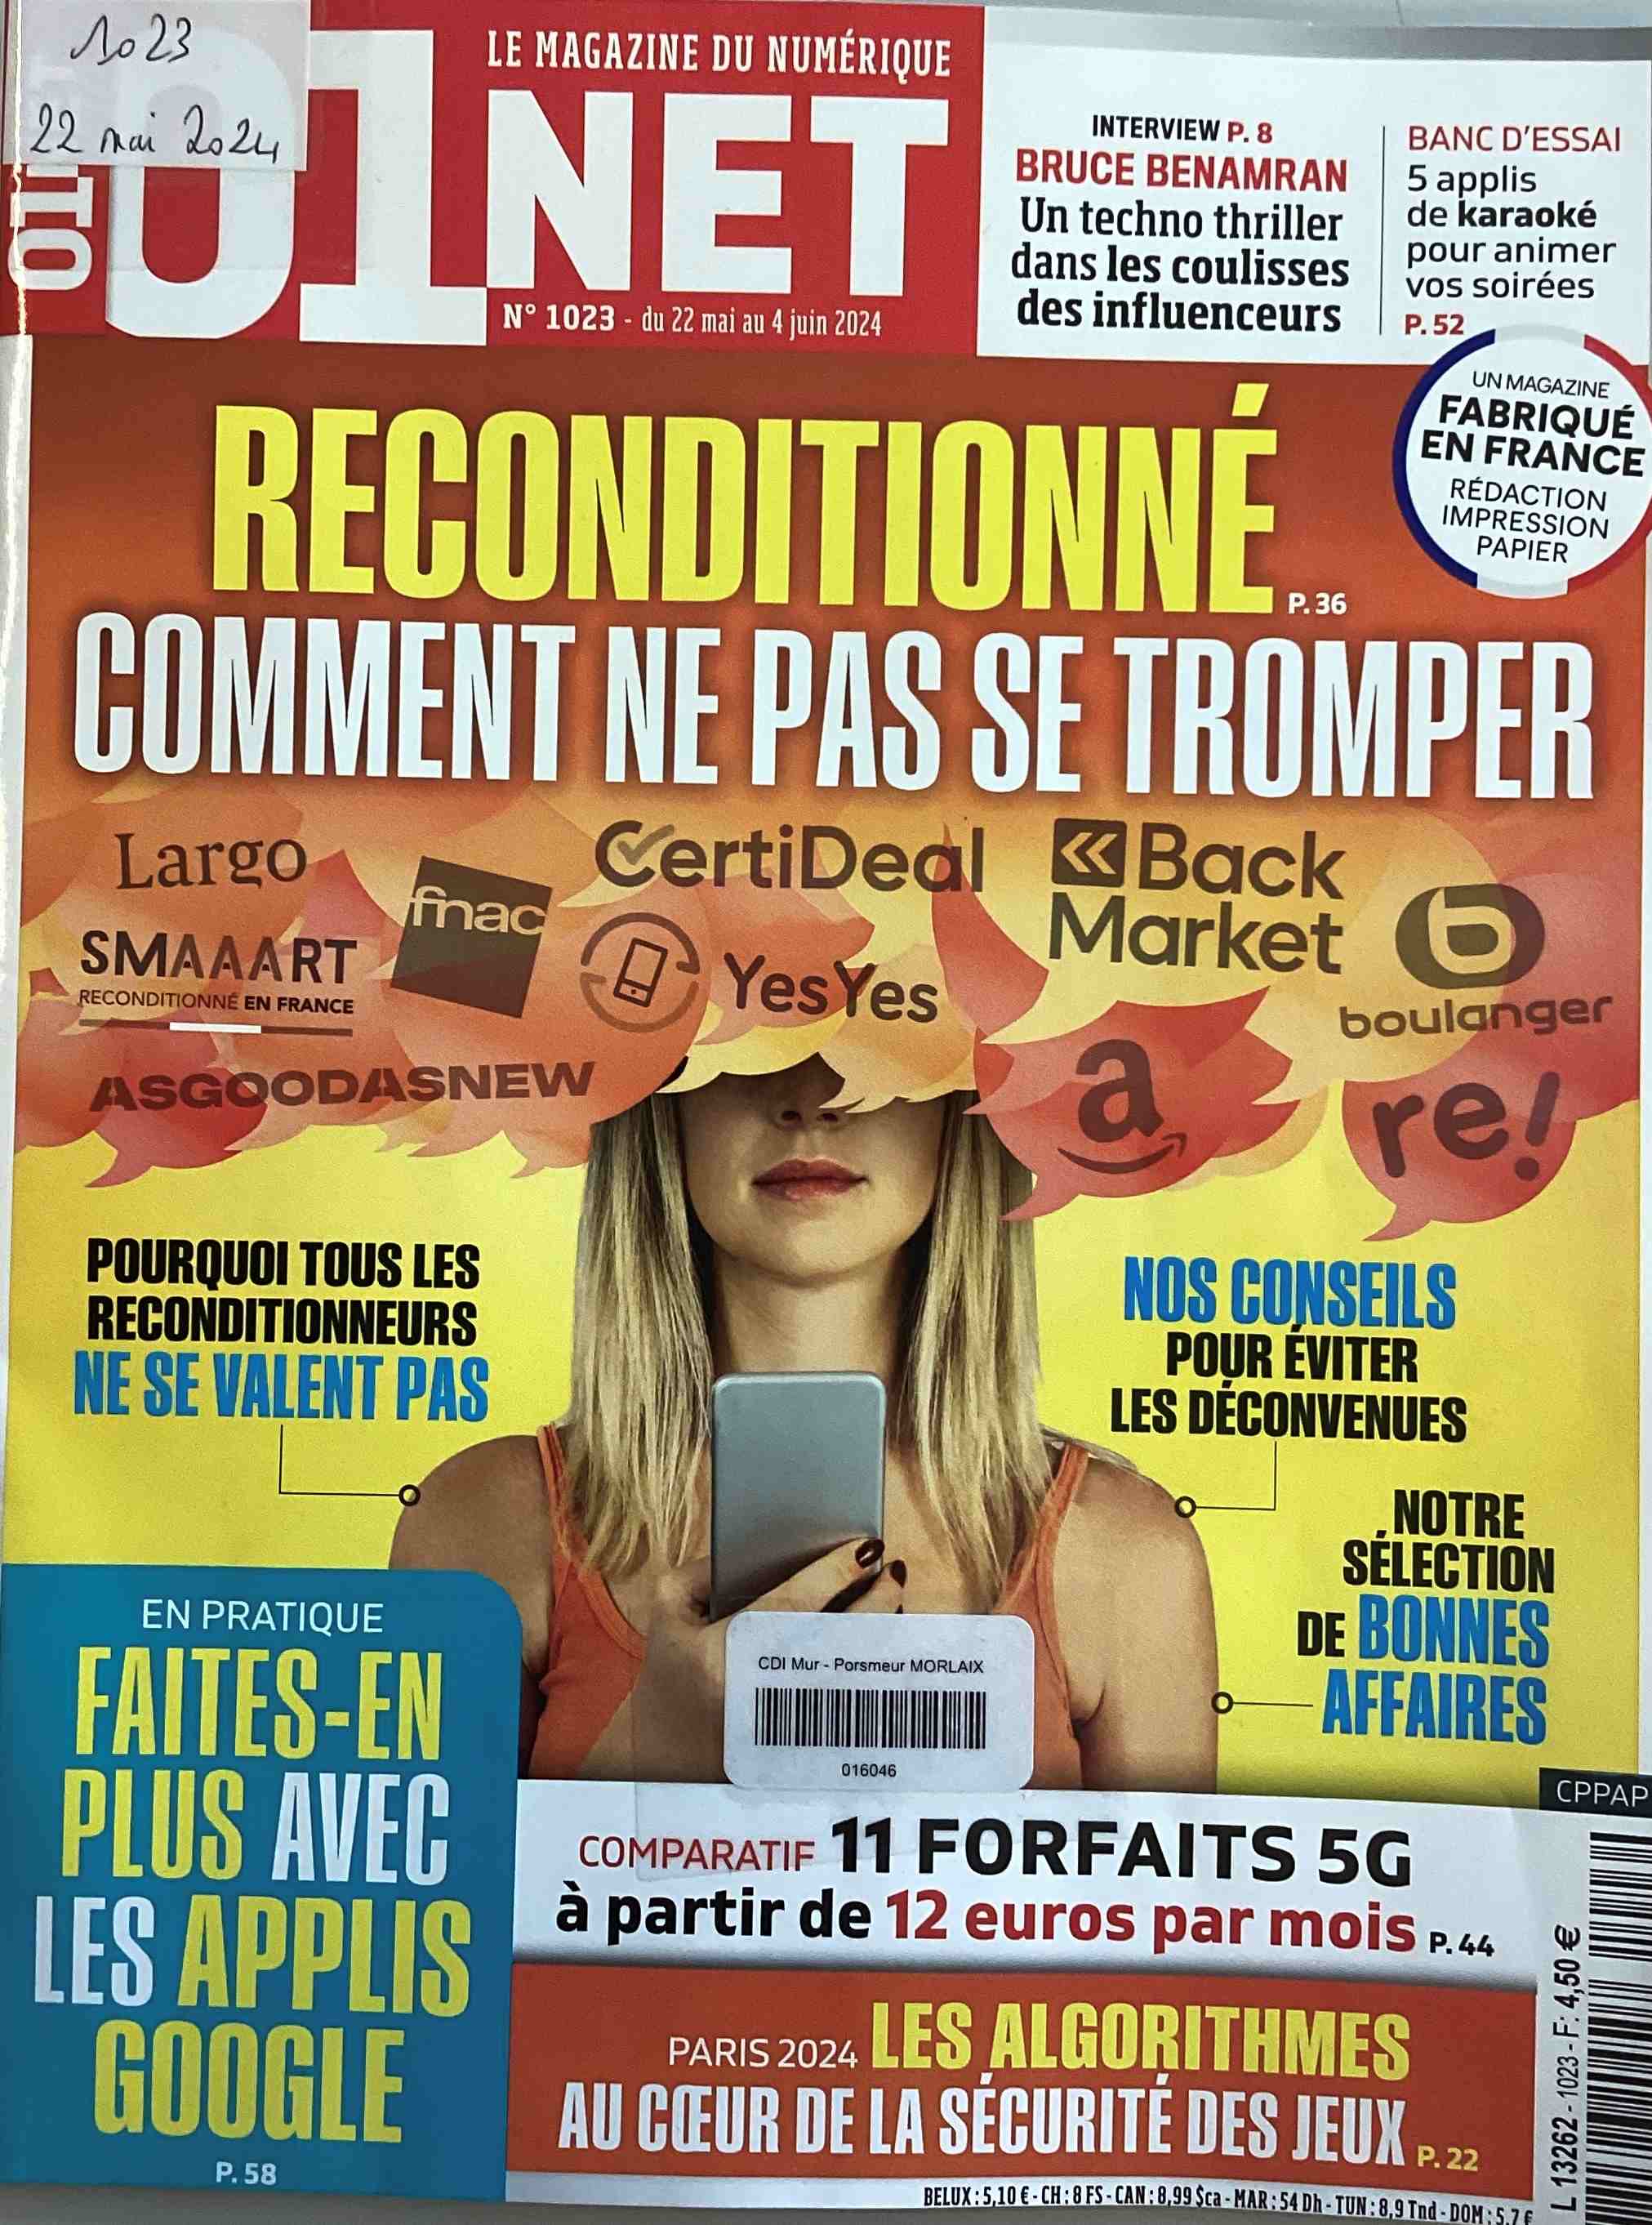 1023
22 mai 2024
01NET
LE MAGAZINE DU NUMÉRIQUE
N° 1023 - du 22 mai au 4 juin 2024
INTERVIEW P. 8
BRUCE BENAMRAN
Un techno thriller
dans les coulisses
des influenceurs
BANC D'ESSAI
5 applis
de karaoké
pour animer
vos soirées
P. 52
UN MAGAZINE
FABRIQUÉ
EN FRANCE
RÉDACTION
IMPRESSION
PAPIER
RECONDITIONNÉ
P. 36
COMMENT NE PAS SE TROMPER
Largo
fnac
CertiDeal
Back
Market
SMAAART
RECONDITIONNÉ EN FRANCE
YesYes
boulanger
ASGOODASNEW
a
re!
POURQUOI TOUS LES
RECONDITIONNEURS
NE SE VALENT PAS
NOS CONSEILS
POUR ÉVITER
LES DÉCONVENUES
NOTRE
SÉLECTION
DE BONNES
AFFAIRES
EN PRATIQUE
FAITES-EN
PLUS AVEC
LES APPLIS
GOOGLE
P. 58
CDI Mur - Porsmeur MORLAIX
016046
CPPAP
COMPARATIF 11 FORFAITS 5G
à partir de 12 euros par mois P. 44
PARIS 2024 LES ALGORITHMES
AU CŒUR DE LA SÉCURITÉ DES JEUX P. 22
L 13262 - 1023 - F: 4,50 €
BELUX : 5,10 € - CH : 8 FS - CAN : 8,99 $ca - MAR : 54 Dh - TUN : 8,9 Tnd - DOM : 5,7 €